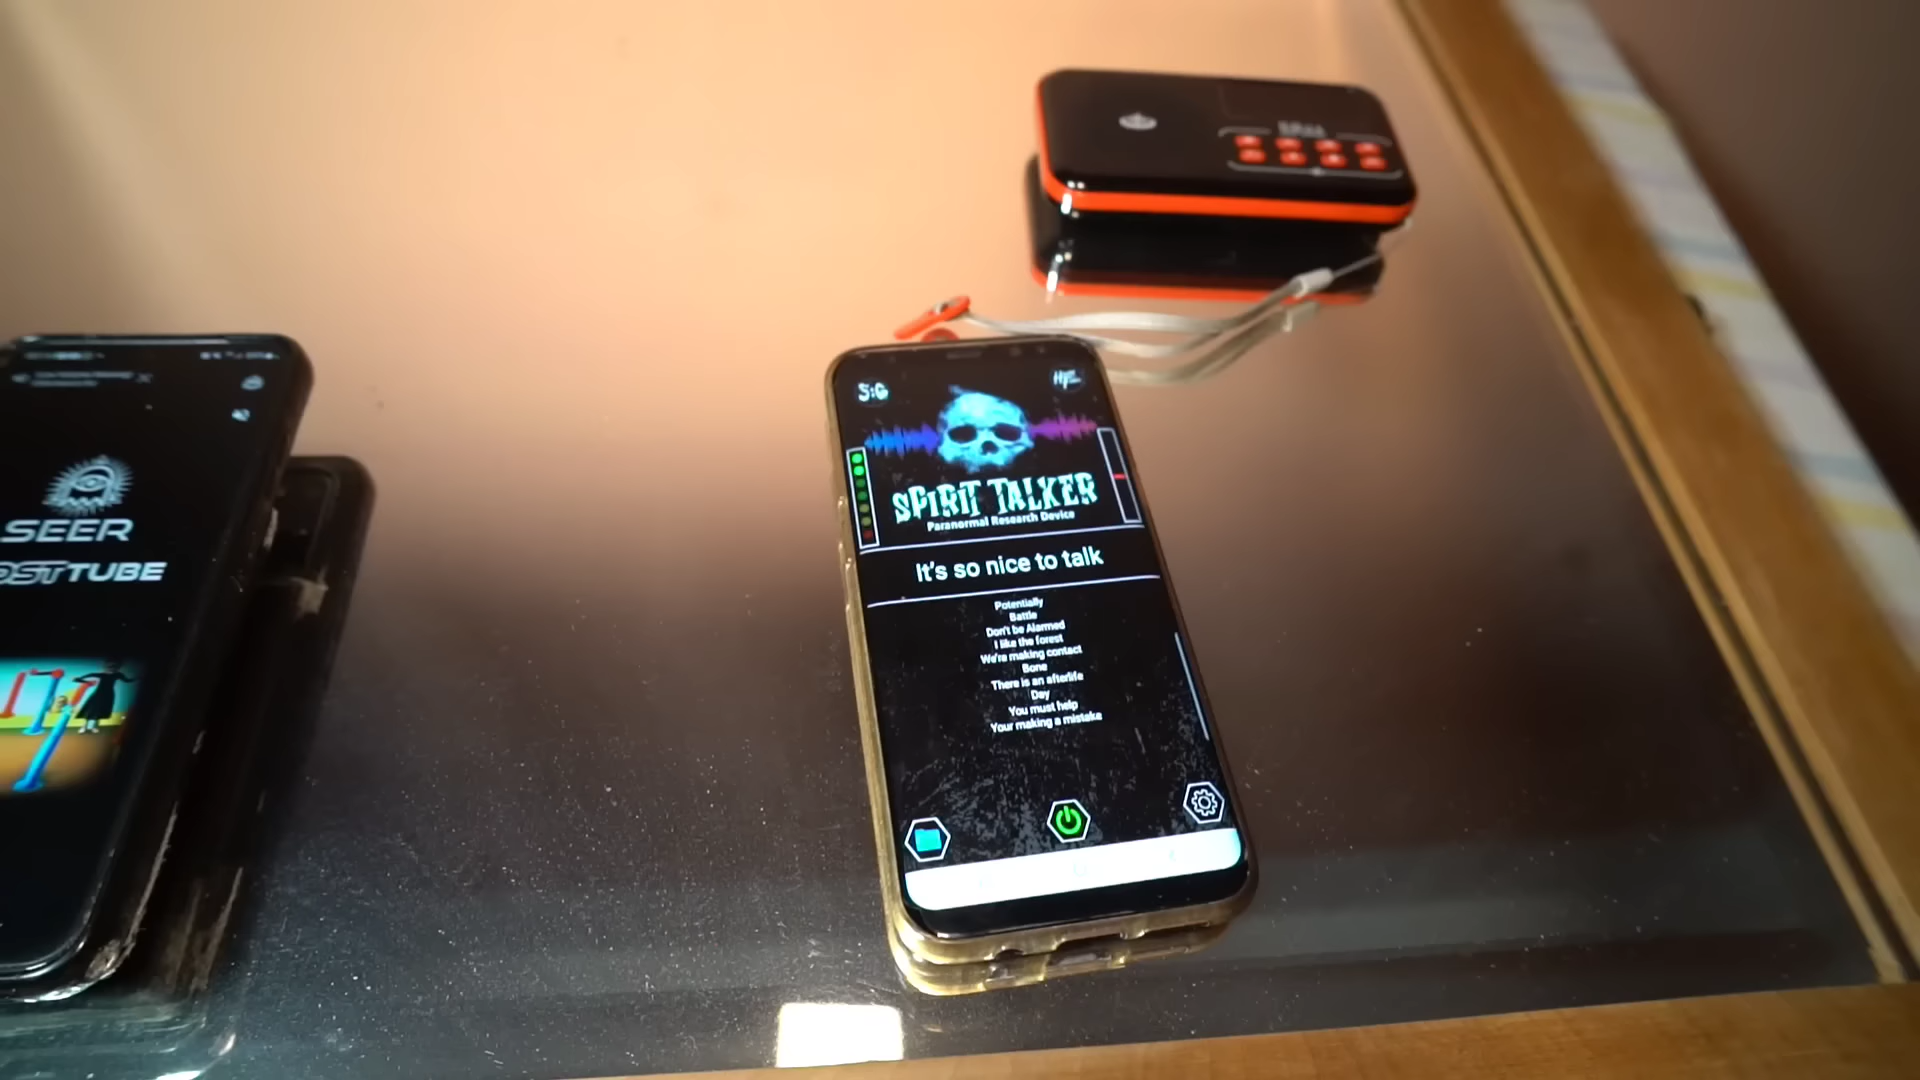 S:G
SPIRIT TALKER
Paranormal Research Device
It's so nice to talk
Potentially
Battle
Don't be Alarmed
I like the forest
We're making contact
Bone
There is an afterlife
Day
You must help
Your making a mistake
SEER
OSTTUBE